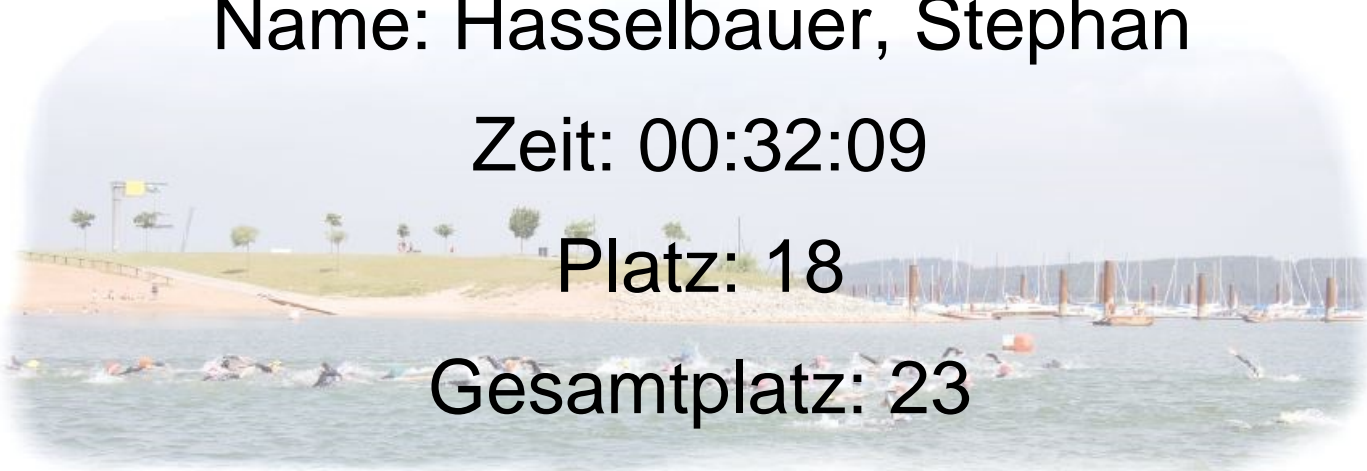 Name: Hasselbauer, Stephan
Zeit: 00:32:09
Platz: 18
Gesamtplatz: 23